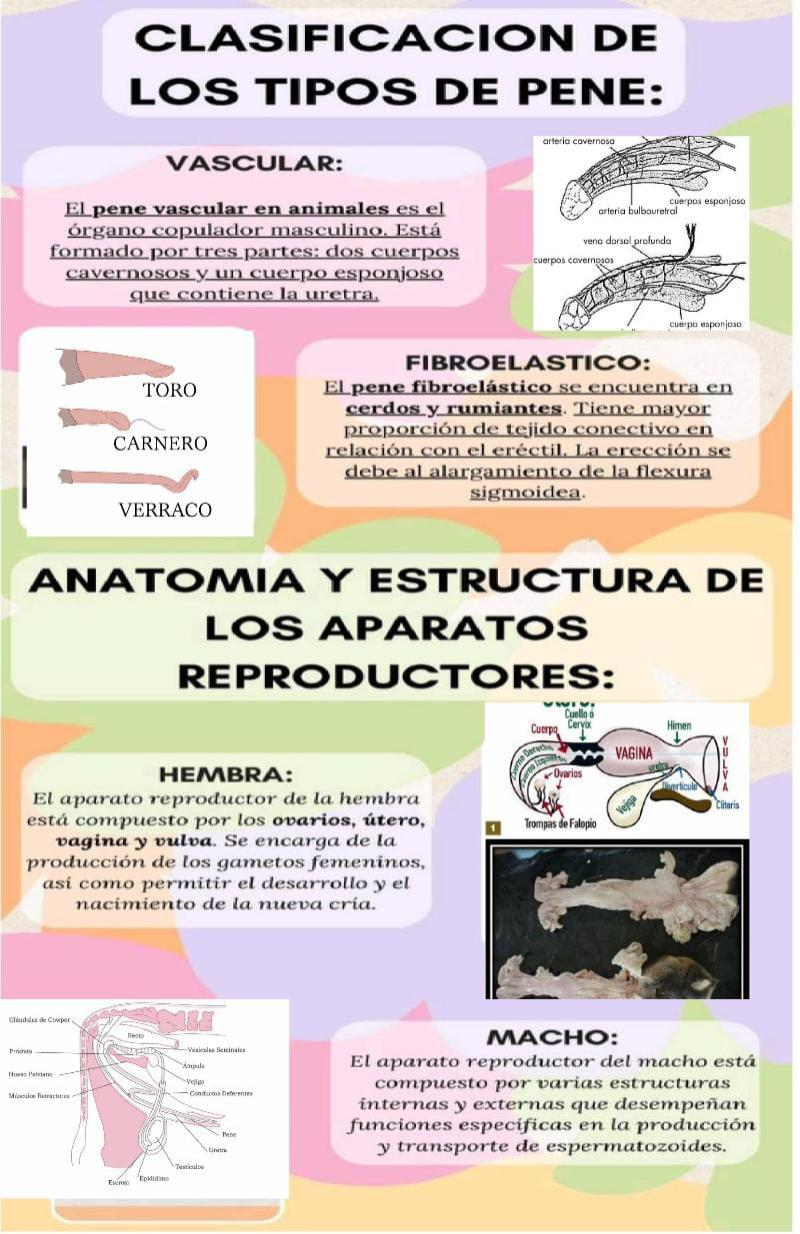 CLASIFICACION DE
LOS TIPOS DE PENE:
VASCULAR:
El pene vascular en animales es el
órgano copulador masculino. Está
formado por tres partes: dos cuerpos
cavernosos y un cuerpo esponjoso
que contiene la uretra.
arteria cavernosa
cuerpos esponjoso
arteria bulbouretral
vena dorsal profunda
cuerpos cavernosos
cuerpo esponjoso
TORO
CARNERO
VERRACO
FIBROELASTICO:
El pene fibroelástico se encuentra en
cerdos y rumiantes. Tiene mayor
proporción de tejido conectivo en
relación con el eréctil. La erección se
debe al alargamiento de la flexura
sigmoidea.
ANATOMIA Y ESTRUCTURA DE
LOS APARATOS
REPRODUCTORES:
HEMBRA:
El aparato reproductor de la hembra
está compuesto por los ovarios, útero,
vagina y vulva. Se encarga de la
producción de los gametos femeninos,
así como permitir el desarrollo y el
nacimiento de la nueva cría.
Cuello ó
Cervix
Cuerpo
Himen
VAGINA
VULVA
Cuerno Derecho
Cuerno Izquierdo
Ovarios
uretra
Divertículo
Vejiga
Clítoris
Trompas de Falopio
1
Glándulas de Cowper
Recto
Próstata
Vesículas Seminales
Ámpula
Hueso Pelviano
Vejiga
Músculos Retractores
Conductos Deferentes
Pene
Uretra
Testículos
Epidídimo
Escroto
MACHO:
El aparato reproductor del macho está
compuesto por varias estructuras
internas y externas que desempeñan
funciones específicas en la producción
y transporte de espermatozoides.